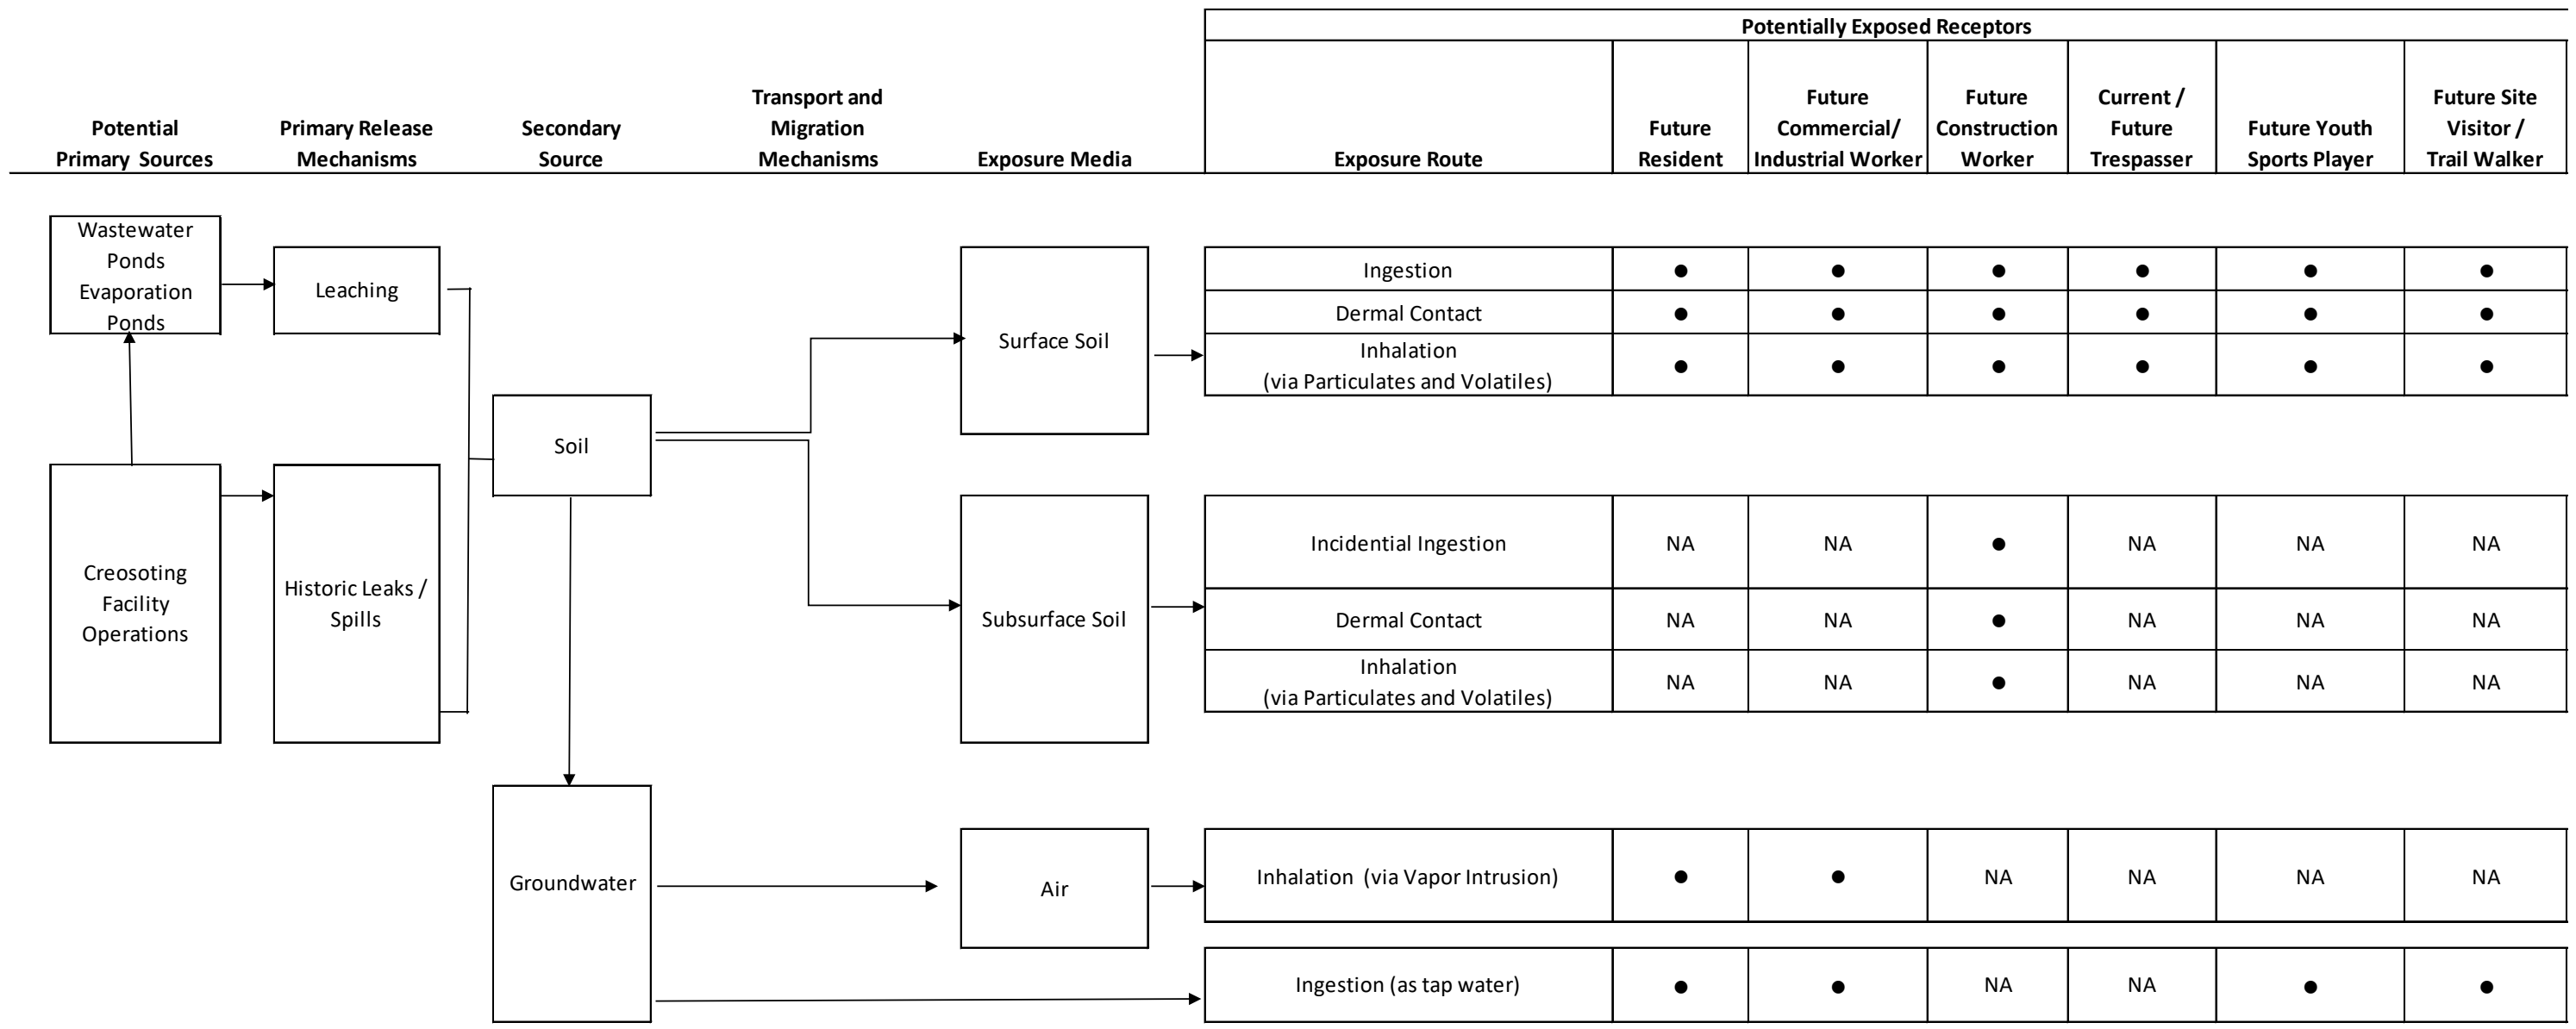 Potentially Exposed Receptors
Potential
Primary Sources
Primary Release
Mechanisms
Secondary
Source
Transport and
Migration
Mechanisms
Exposure Media
Exposure Route
Future
Resident
Future
Commercial/
Industrial Worker
Future
Construction
Worker
Current /
Future
Trespasser
Future Youth
Sports Player
Future Site
Visitor /
Trail Walker
Wastewater
Ponds
Evaporation
Ponds
Leaching
Creosoting
Facility
Operations
Historic Leaks /
Spills
Soil
Groundwater
Surface Soil
Ingestion ● ● ● ● ● ●
Dermal Contact ● ● ● ● ● ●
Inhalation
(via Particulates and Volatiles) ● ● ● ● ● ●
Subsurface Soil
Incidential Ingestion NA NA ● NA NA NA
Dermal Contact NA NA ● NA NA NA
Inhalation
(via Particulates and Volatiles) NA NA ● NA NA NA
Air
Inhalation (via Vapor Intrusion) ● ● NA NA NA NA
Ingestion (as tap water) ● ● NA NA ● ●